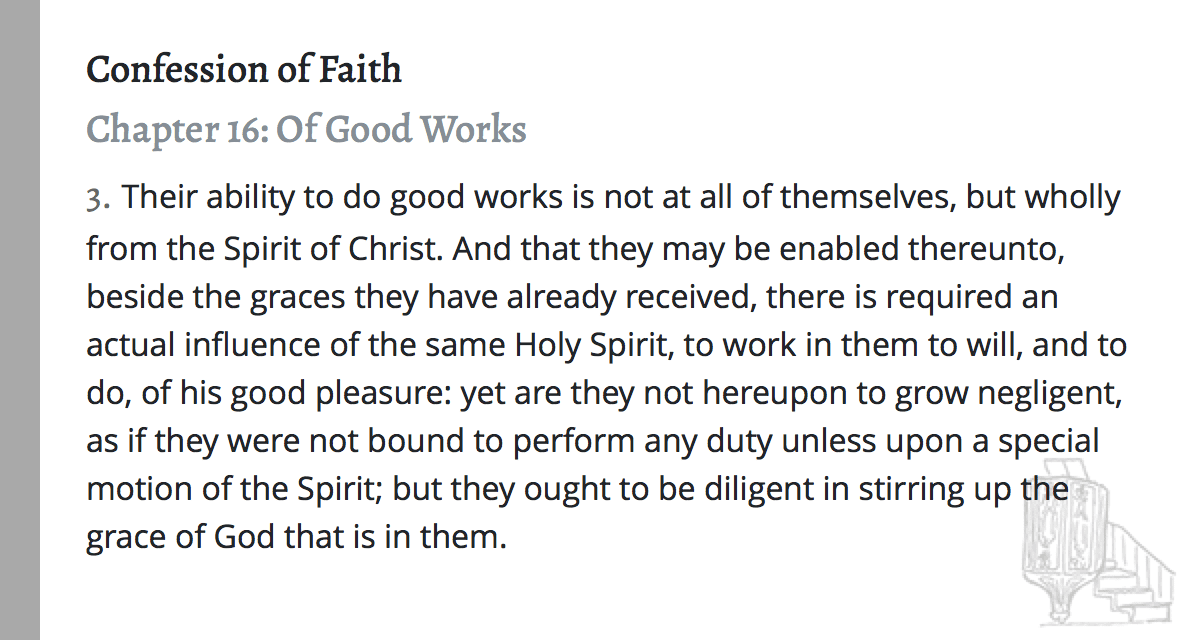 Confession of Faith
Chapter 16: Of Good Works
3. Their ability to do good works is not at all of themselves, but wholly
from the Spirit of Christ. And that they may be enabled thereunto,
beside the graces they have already received, there is required an
actual influence of the same Holy Spirit, to work in them to will, and to
do, of his good pleasure: yet are they not hereupon to grow negligent,
as if they were not bound to perform any duty unless upon a special
motion of the Spirit; but they ought to be diligent in stirring up the
grace of God that is in them.